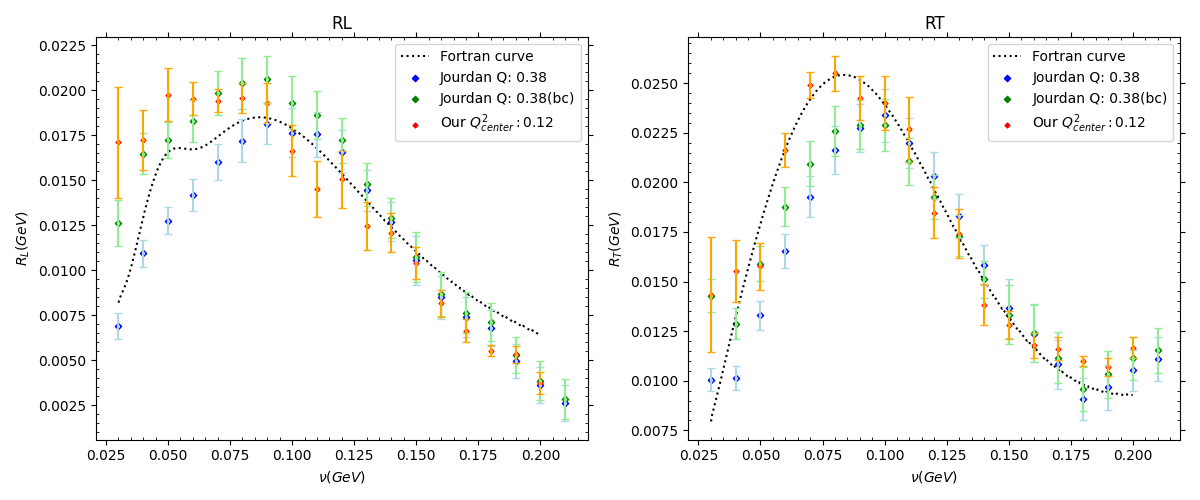 RL
0.0225
0.0200
0.0175
0.0150
0.0125
0.0100
0.0075
0.0050
0.0025
R_L(GeV)
Fortran curve
Jourdan Q: 0.38
Jourdan Q: 0.38(bc)
Our Q²_center : 0.12
0.025 0.050 0.075 0.100 0.125 0.150 0.175 0.200
ν(GeV)
RT
0.0250
0.0225
0.0200
0.0175
0.0150
0.0125
0.0100
0.0075
R_T(GeV)
Fortran curve
Jourdan Q: 0.38
Jourdan Q: 0.38(bc)
Our Q²_center : 0.12
0.025 0.050 0.075 0.100 0.125 0.150 0.175 0.200
ν(GeV)